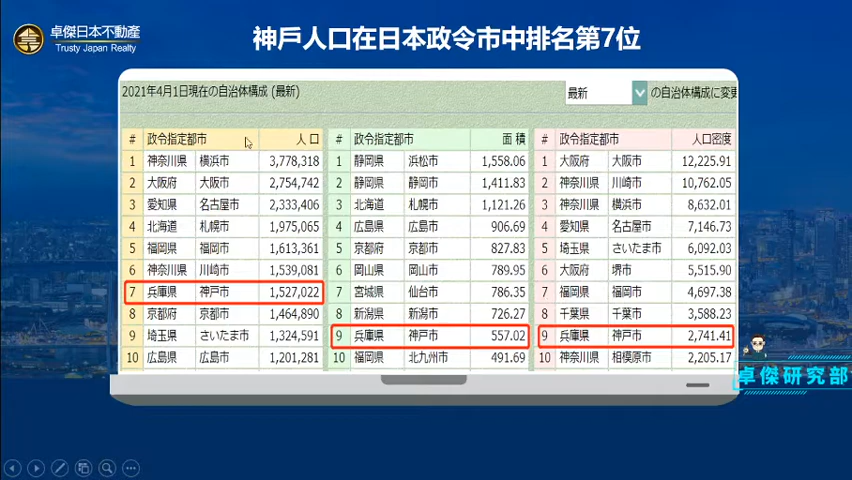 卓傑日本不動產
Trusty Japan Realty
神戶人口在日本政令市中排名第7位
2021年4月1日現在の自治体構成 (最新)
最新 の自治体構成に変更
# 政令指定都市 人口 # 政令指定都市 面積 # 政令指定都市 人口密度
1 神奈川県 横浜市 3,778,318 1 静岡県 浜松市 1,558.06 1 大阪府 大阪市 12,225.91
2 大阪府 大阪市 2,754,742 2 静岡県 静岡市 1,411.83 2 神奈川県 川崎市 10,762.05
3 愛知県 名古屋市 2,333,406 3 北海道 札幌市 1,121.26 3 神奈川県 横浜市 8,632.01
4 北海道 札幌市 1,975,065 4 広島県 広島市 906.69 4 愛知県 名古屋市 7,146.73
5 福岡県 福岡市 1,613,361 5 京都府 京都市 827.83 5 埼玉県 さいたま市 6,092.03
6 神奈川県 川崎市 1,539,081 6 岡山県 岡山市 789.95 6 大阪府 堺市 5,515.90
7 兵庫県 神戸市 1,527,022 7 宮城県 仙台市 786.35 7 福岡県 福岡市 4,697.38
8 京都府 京都市 1,464,890 8 新潟県 新潟市 726.27 8 千葉県 千葉市 3,588.23
9 埼玉県 さいたま市 1,324,591 9 兵庫県 神戸市 557.02 9 兵庫県 神戸市 2,741.41
10 広島県 広島市 1,201,281 10 福岡県 北九州市 491.69 10 神奈川県 相模原市 2,205.17
卓傑研究部